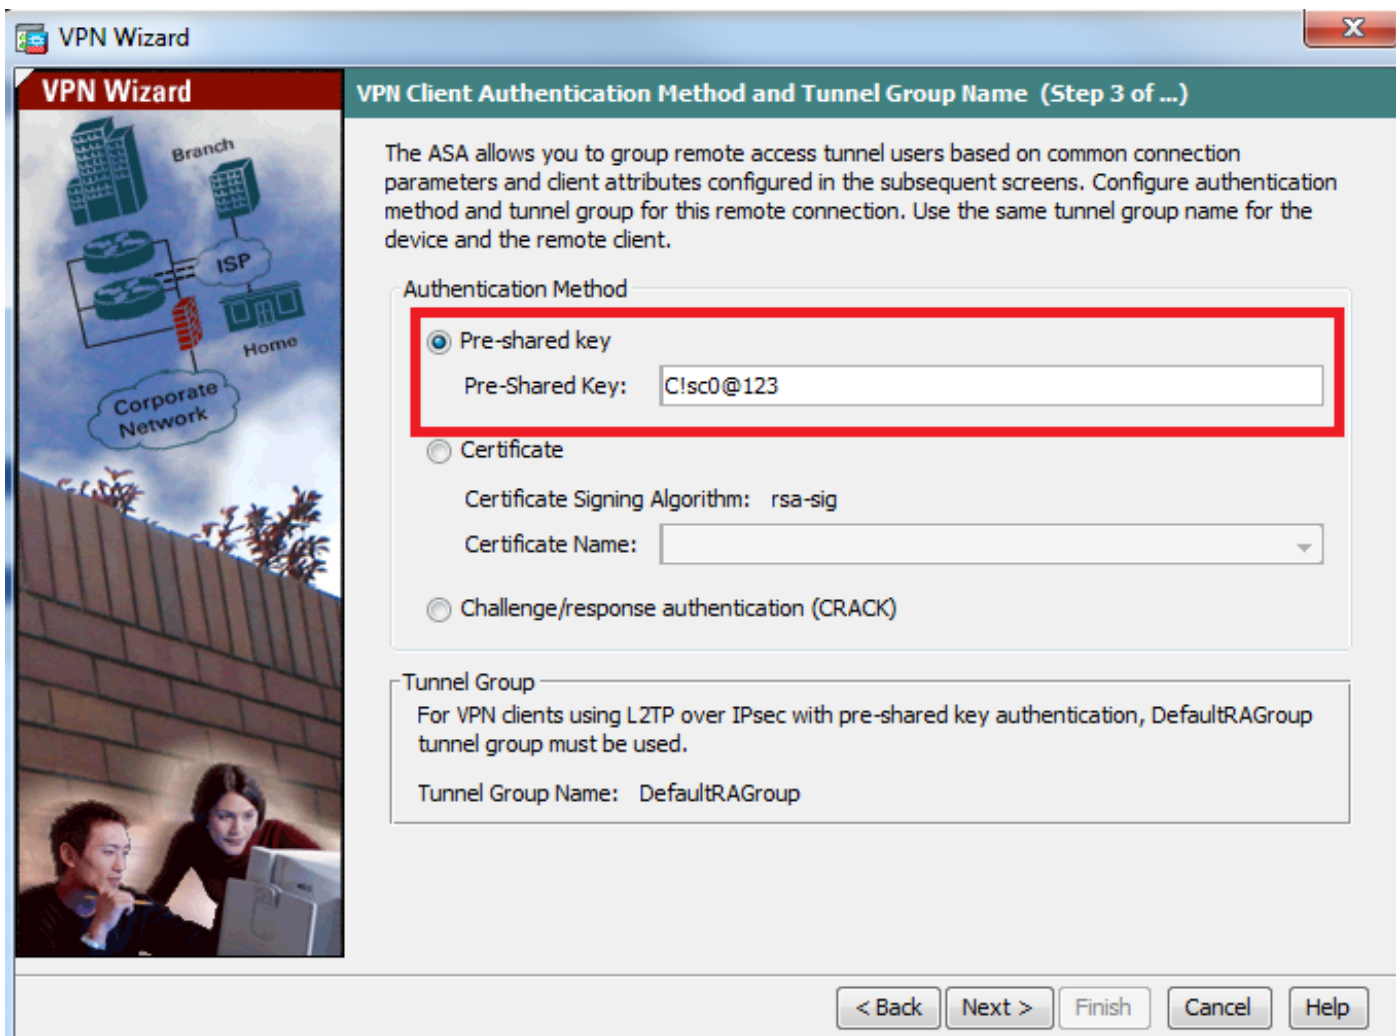 VPN Wizard
X
VPN Wizard
VPN Client Authentication Method and Tunnel Group Name (Step 3 of ...)
Branch
ISP
Home
Corporate
Network
The ASA allows you to group remote access tunnel users based on common connection
parameters and client attributes configured in the subsequent screens. Configure authentication
method and tunnel group for this remote connection. Use the same tunnel group name for the
device and the remote client.
Authentication Method
Pre-shared key
Pre-Shared Key: C!sc0@123
Certificate
Certificate Signing Algorithm: rsa-sig
Certificate Name:
Challenge/response authentication (CRACK)
Tunnel Group
For VPN clients using L2TP over IPsec with pre-shared key authentication, DefaultRAGroup
tunnel group must be used.
Tunnel Group Name: DefaultRAGroup
< Back Next > Finish Cancel Help